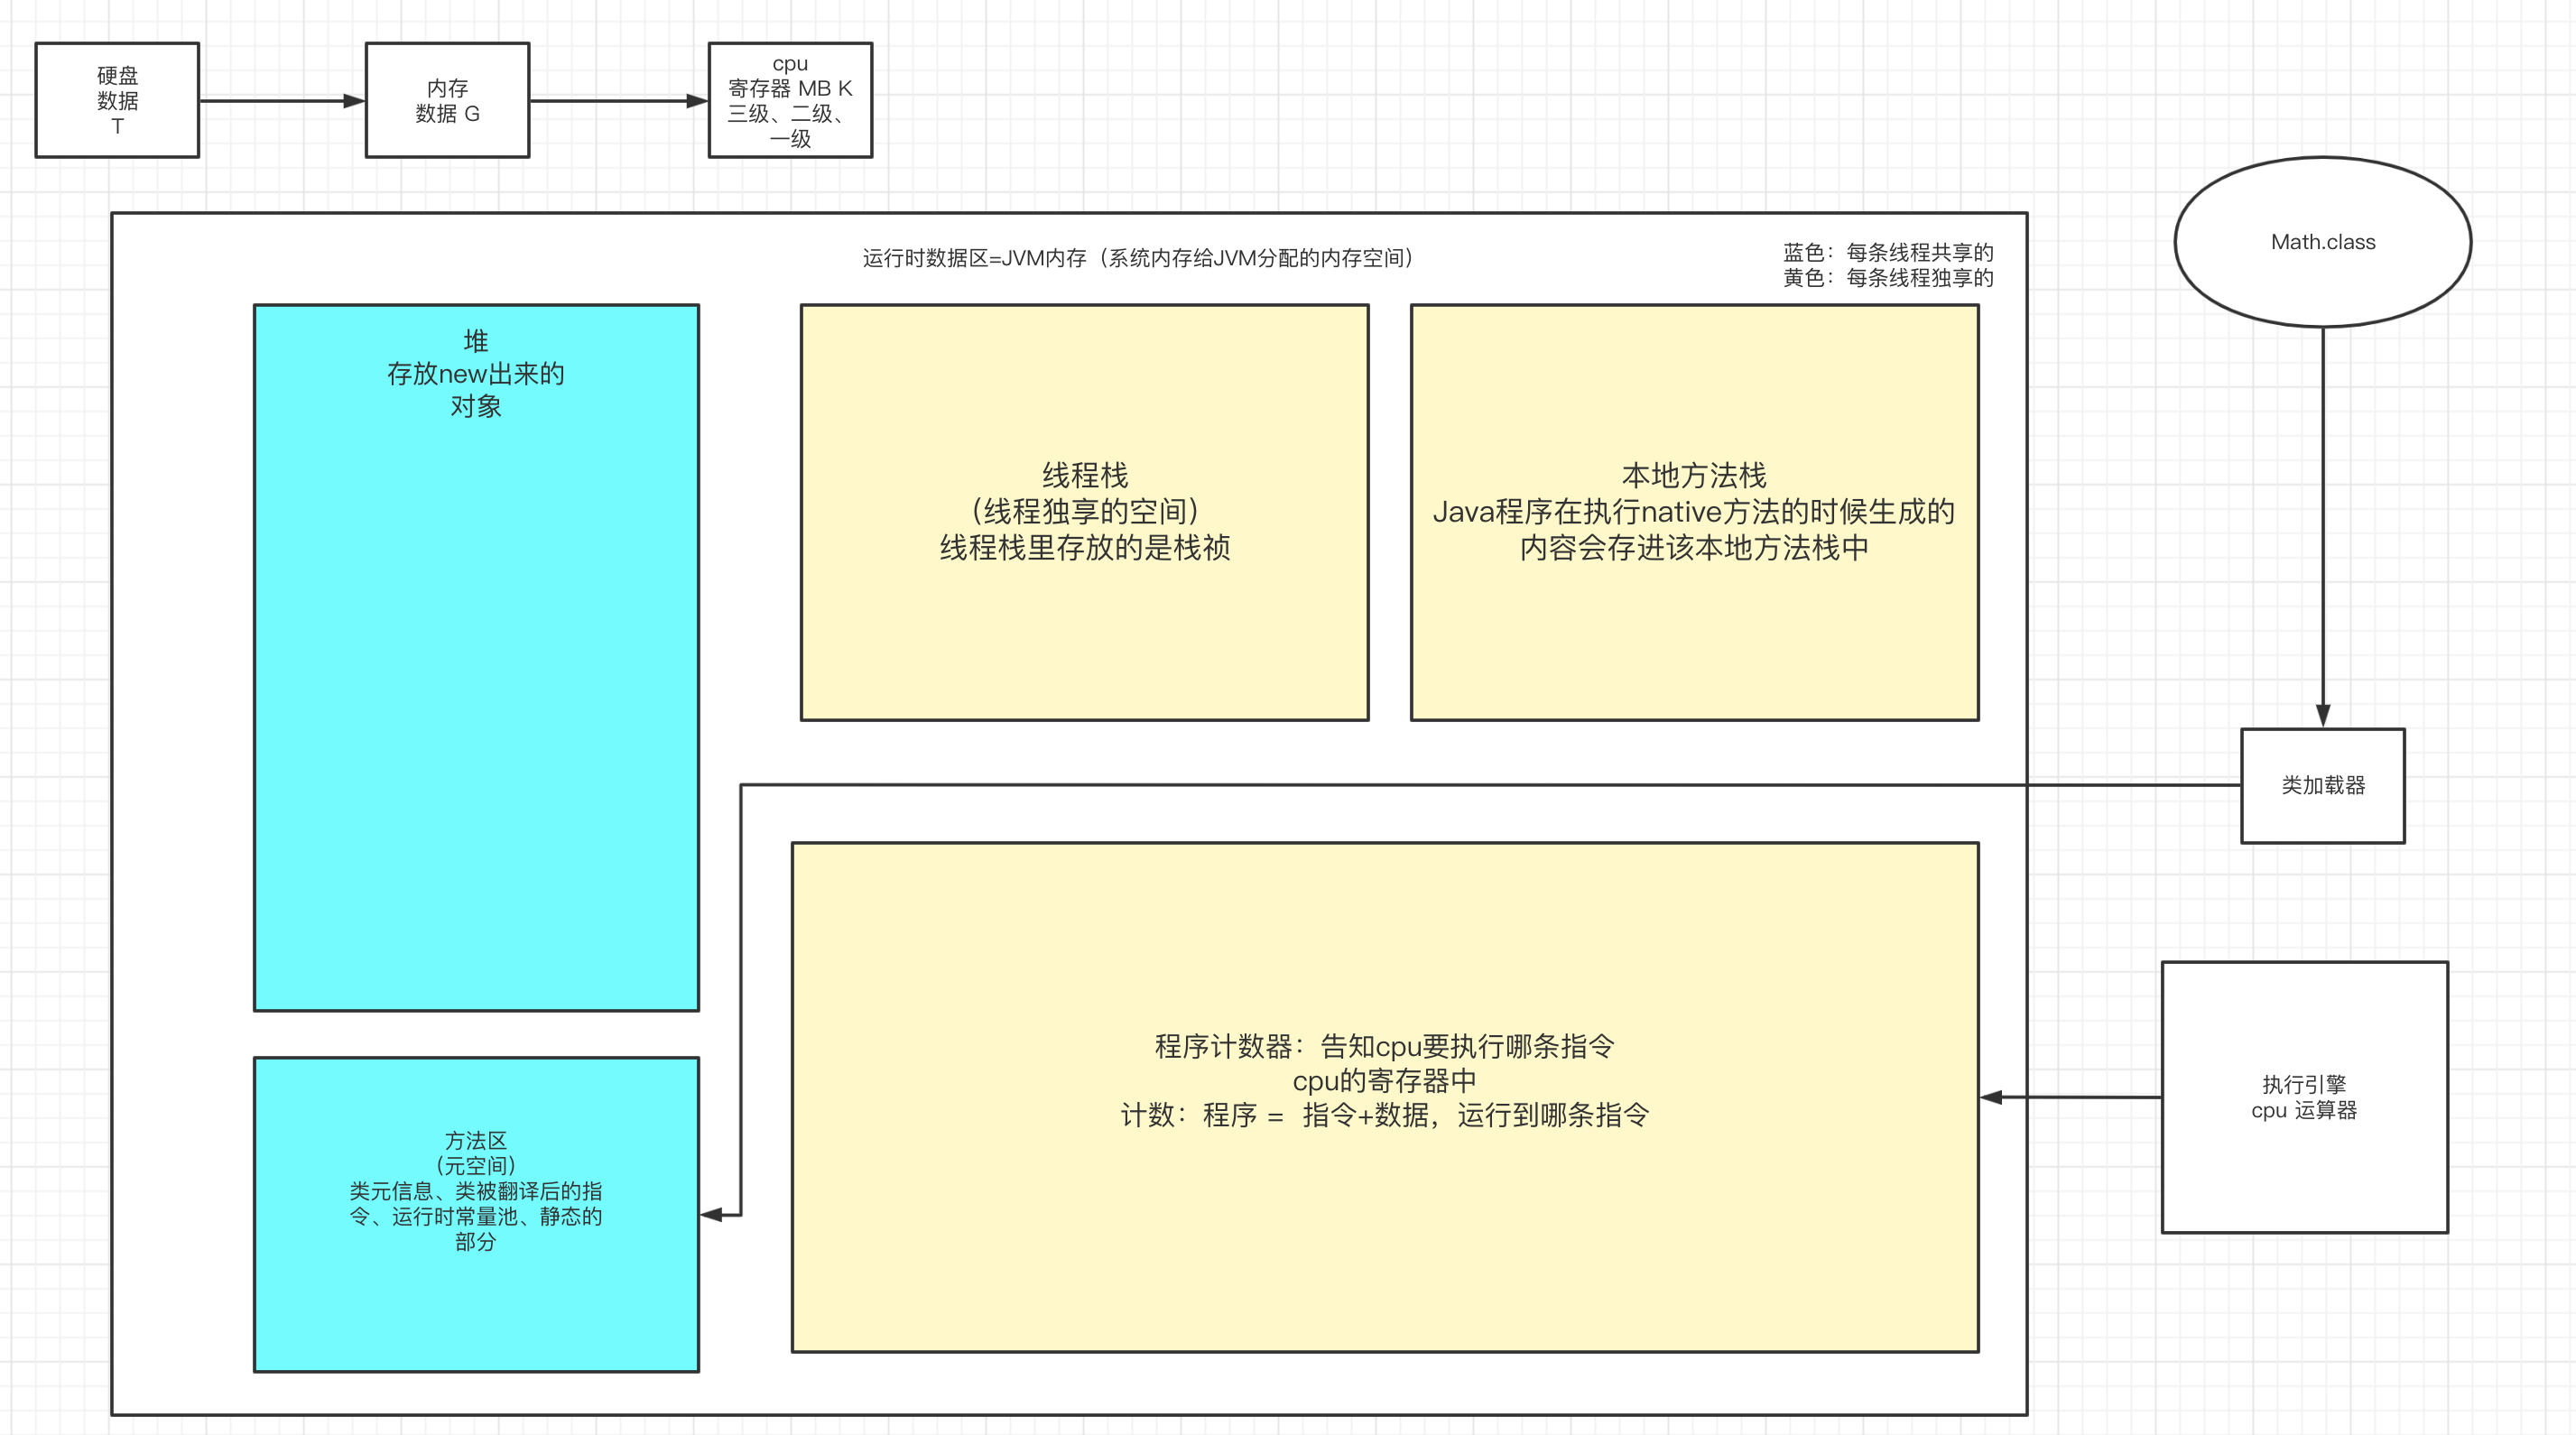 硬盘
数据
T
内存
数据 G
cpu
寄存器 MB K
三级、二级、
一级
Math.class
运行时数据区=JVM内存（系统内存给JVM分配的内存空间）
蓝色：每条线程共享的
黄色：每条线程独享的
堆
存放new出来的
对象
线程栈
（线程独享的空间）
线程栈里存放的是栈祯
本地方法栈
Java程序在执行native方法的时候生成的
内容会存进该本地方法栈中
类加载器
程序计数器：告知cpu要执行哪条指令
cpu的寄存器中
计数：程序 = 指令+数据，运行到哪条指令
执行引擎
cpu 运算器
方法区
（元空间）
类元信息、类被翻译后的指
令、运行时常量池、静态的
部分